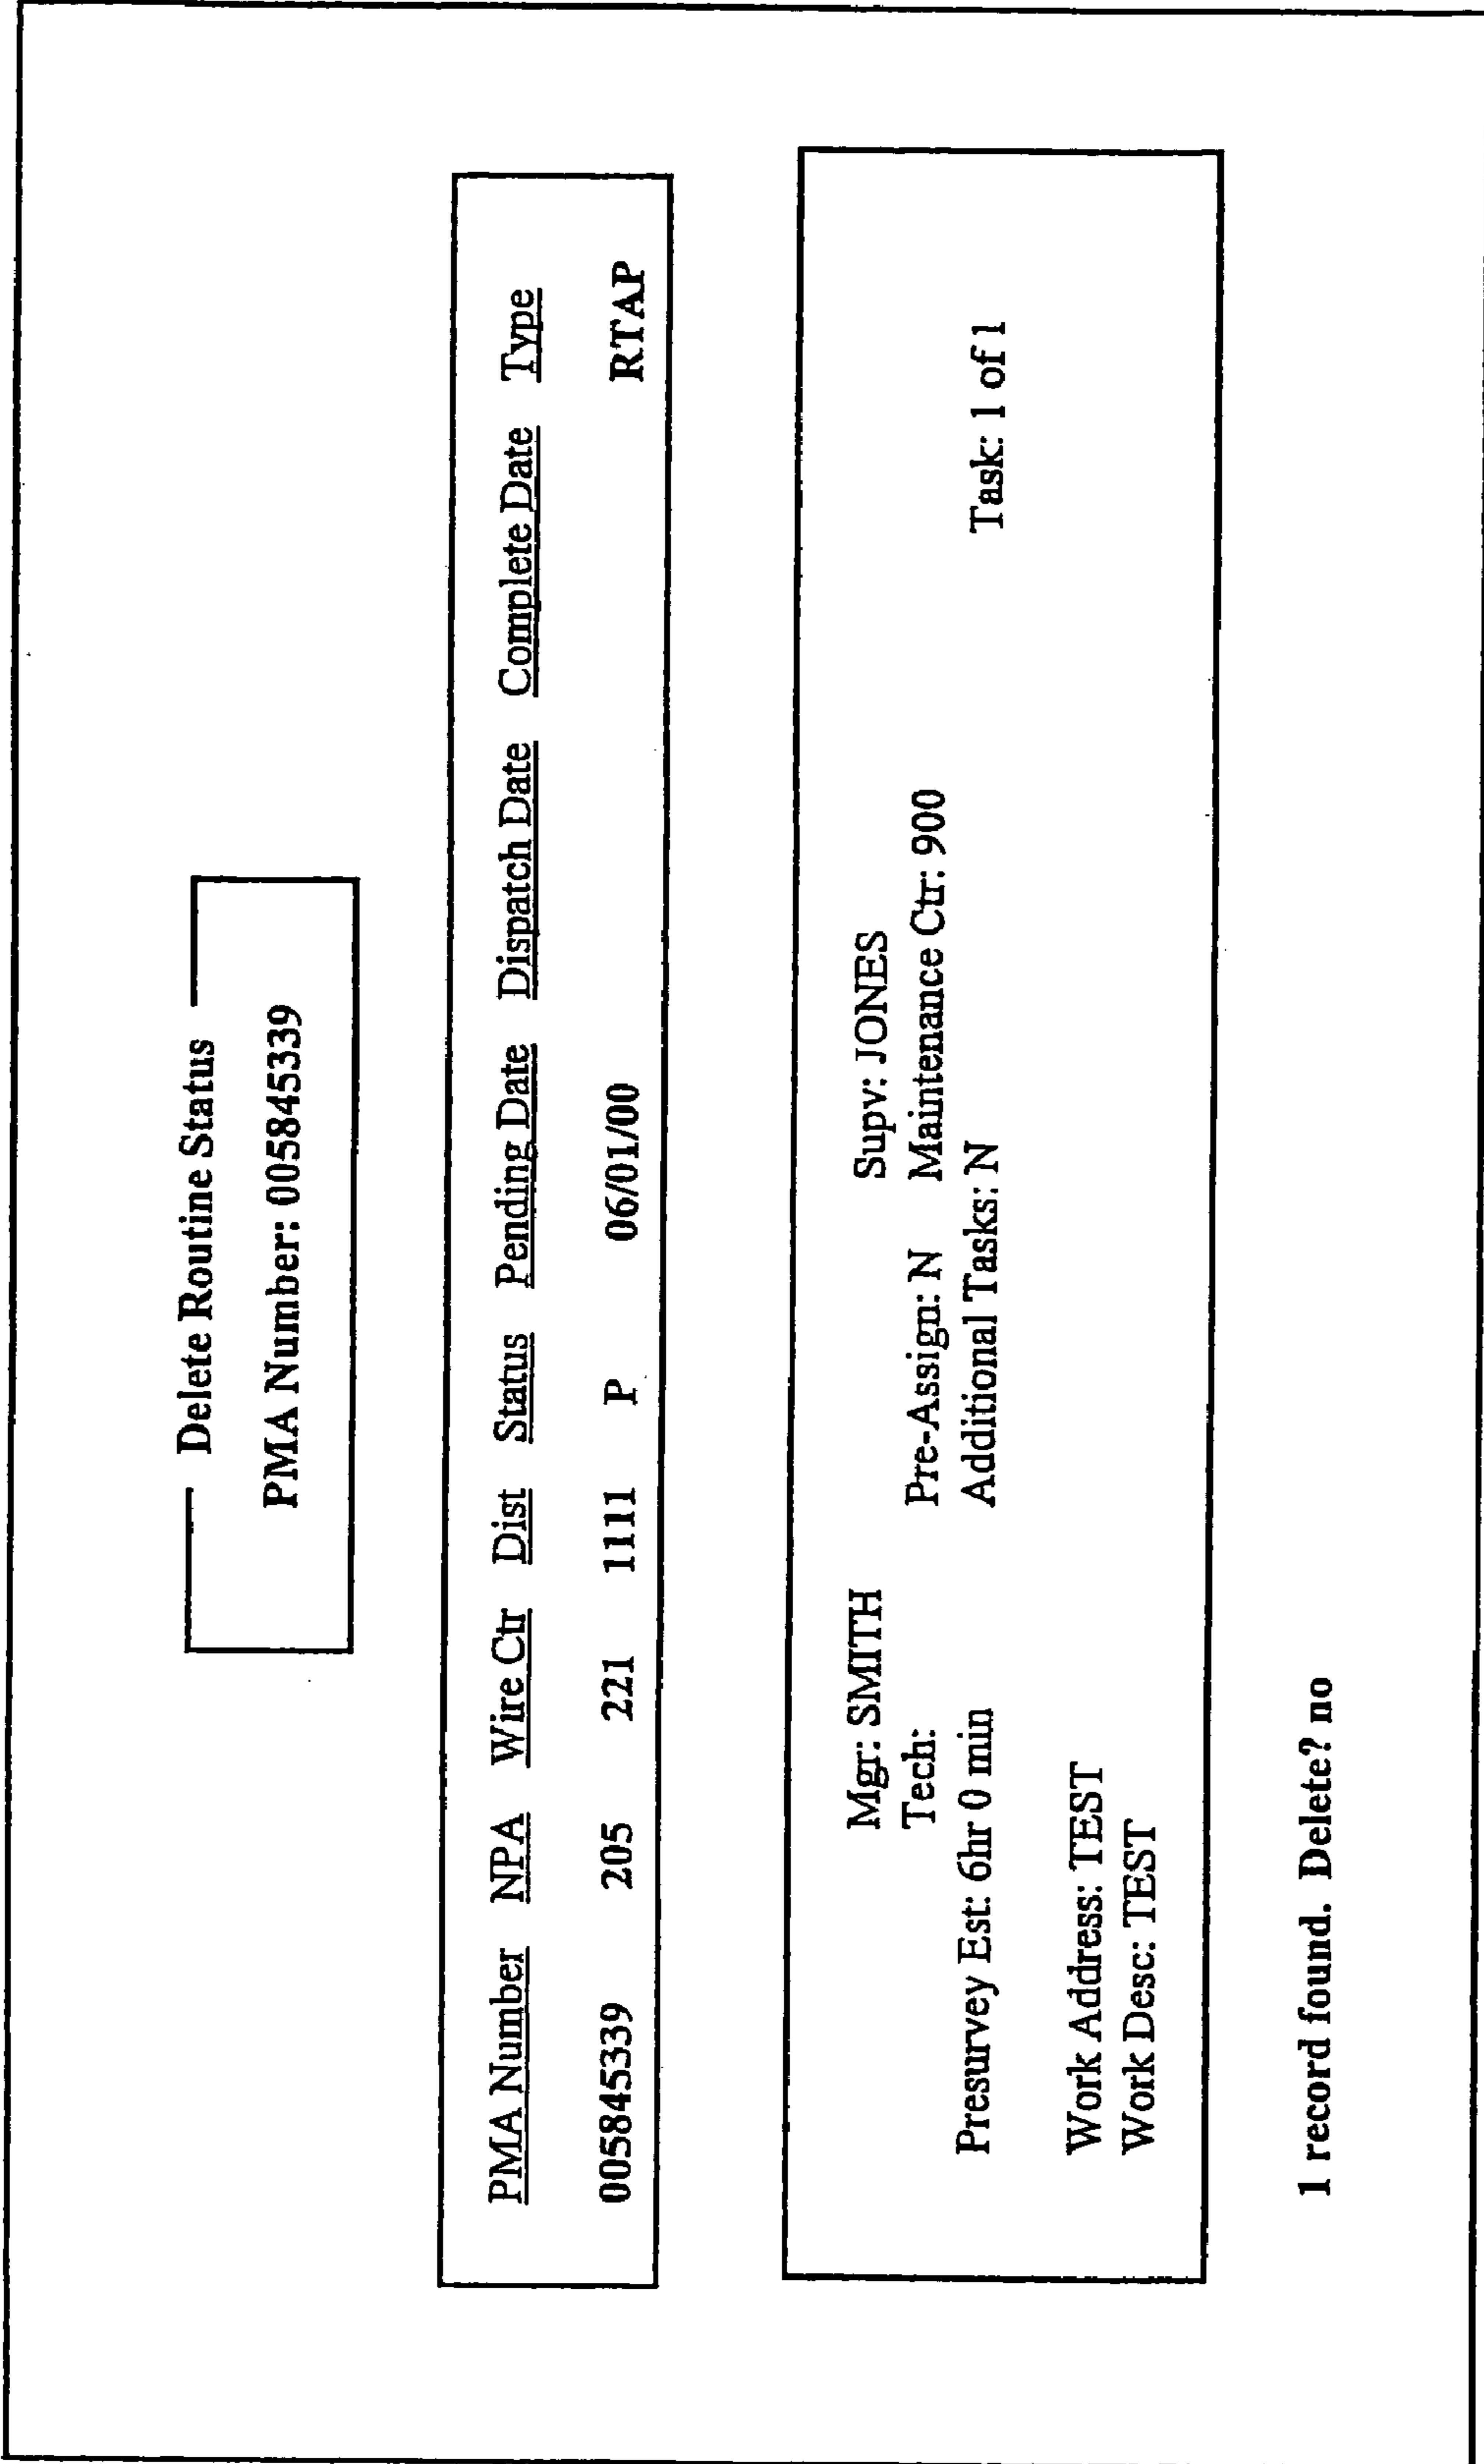 Delete Routine Status
PMA Number: 005845339
PMA Number NPA Wire Ctr Dist Status Pending Date Dispatch Date Complete Date Type
005845339 205 221 1111 P 06/01/00 RTAP
Mgr: SMITH Supv: JONES
Tech: Pre-Assign: N Maintenance Ctr: 900
Presurvey Est: 6hr 0 min Additional Tasks: N Task: 1 of 1
Work Address: TEST
Work Desc: TEST
1 record found. Delete? no